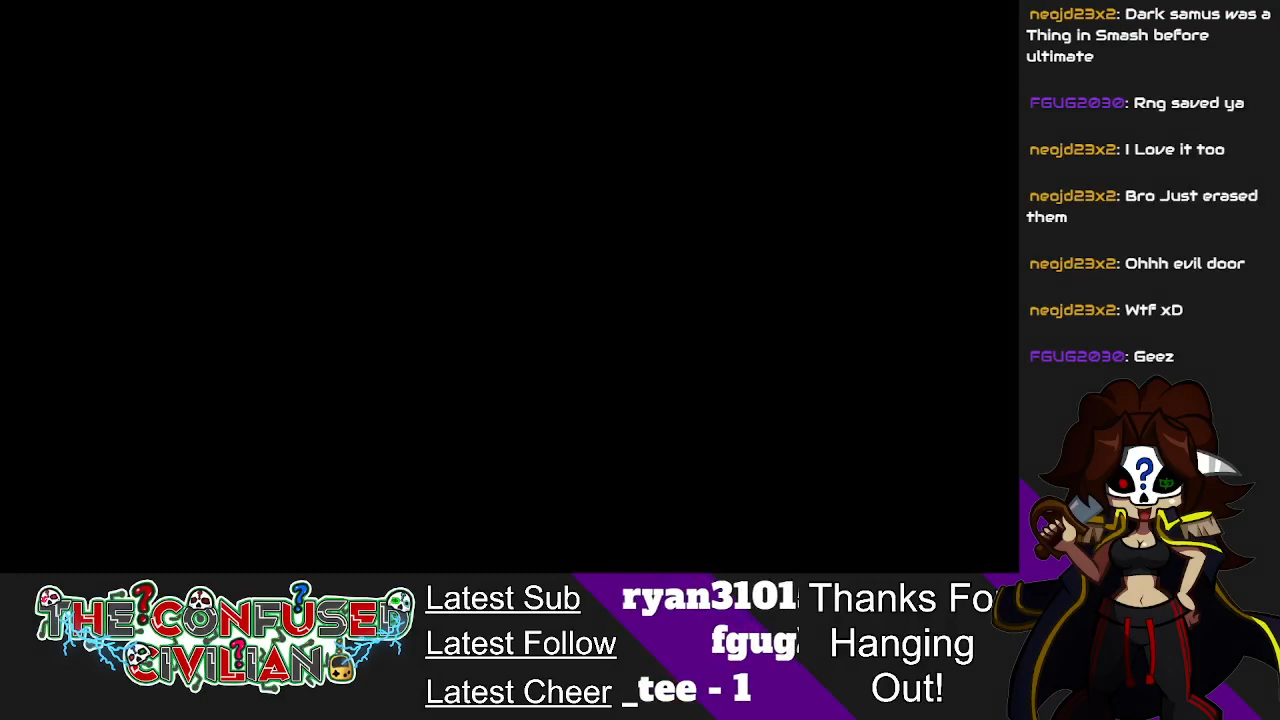 neojd23x2: Dark samus was a
Thing in Smash before
ultimate
FGUG2030: Rng saved ya
neojd23x2: I Love it too
neojd23x2: Bro Just erased
them
neojd23x2: Ohhh evil door
neojd23x2: Wtf xD
FGUG2030: Geez
?
THE CONFUSED
CIVILIAN
Latest Sub
ryan3101
Latest Follow
fgug
Latest Cheer
_tee - 1
Thanks Fo
Hanging
Out!